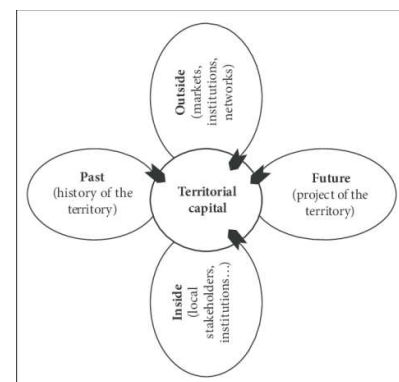 Outside
(markets,
institutions,
networks)
Past
(history of the
territory)
Territorial
capital
Future
(project of the
territory)
Inside
(local
stakeholders,
institutions...)